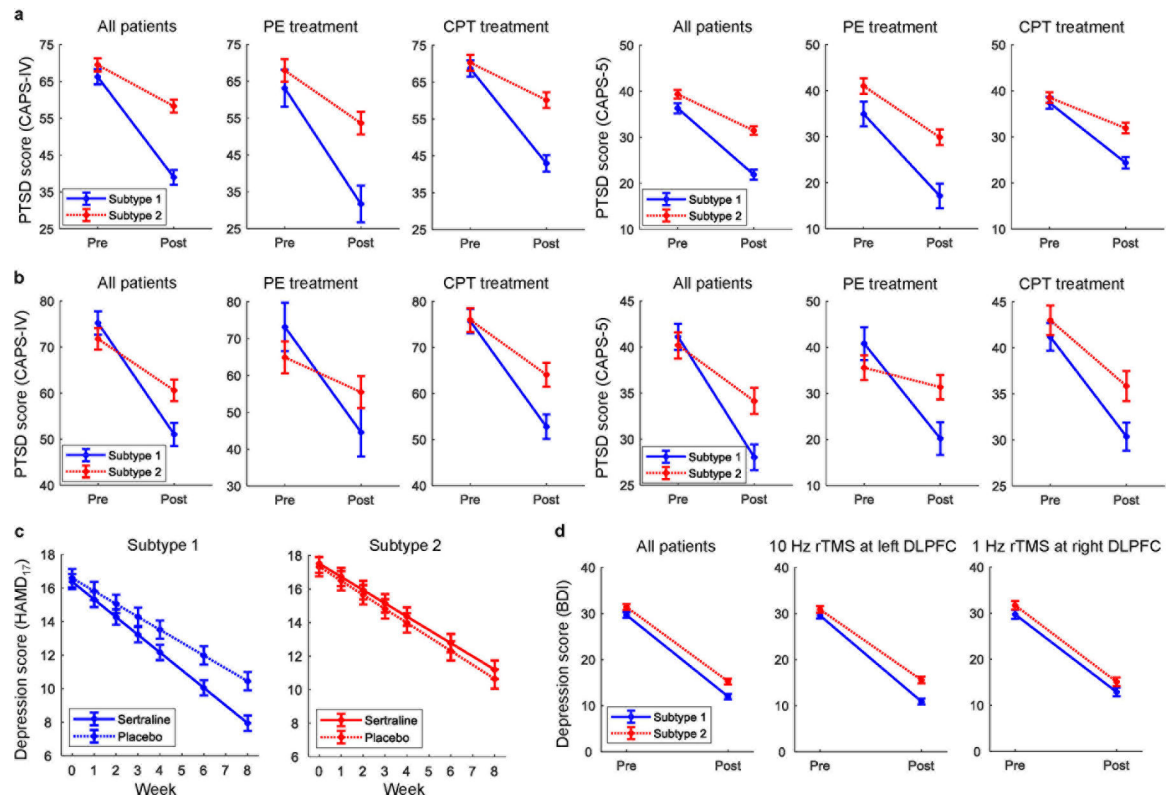 a
All patients
PE treatment
CPT treatment
All patients
PE treatment
CPT treatment
PTSD score (CAPS-IV)
75
65
55
45
35
25
Subtype 1
Subtype 2
Pre Post
75
65
55
45
35
25
Pre Post
75
65
55
45
35
25
Pre Post
PTSD score (CAPS-5)
50
40
30
20
10
Subtype 1
Subtype 2
Pre Post
50
40
30
20
10
Pre Post
50
40
30
20
10
Pre Post
b
All patients
PE treatment
CPT treatment
All patients
PE treatment
CPT treatment
PTSD score (CAPS-IV)
80
70
60
50
40
Subtype 1
Subtype 2
Pre Post
80
70
60
50
40
30
Pre Post
90
80
70
60
50
40
Pre Post
PTSD score (CAPS-5)
45
40
35
30
25
Subtype 1
Subtype 2
Pre Post
50
40
30
20
10
Pre Post
45
40
35
30
25
Pre Post
c
Subtype 1
Subtype 2
Depression score (HAMD17)
18
16
14
12
10
8
6
Sertraline
Placebo
0 1 2 3 4 5 6 7 8
Week
18
16
14
12
10
8
6
Sertraline
Placebo
0 1 2 3 4 5 6 7 8
Week
d
All patients
10 Hz rTMS at left DLPFC
1 Hz rTMS at right DLPFC
Depression score (BDI)
40
30
20
10
0
Subtype 1
Subtype 2
Pre Post
40
30
20
10
0
Pre Post
40
30
20
10
0
Pre Post